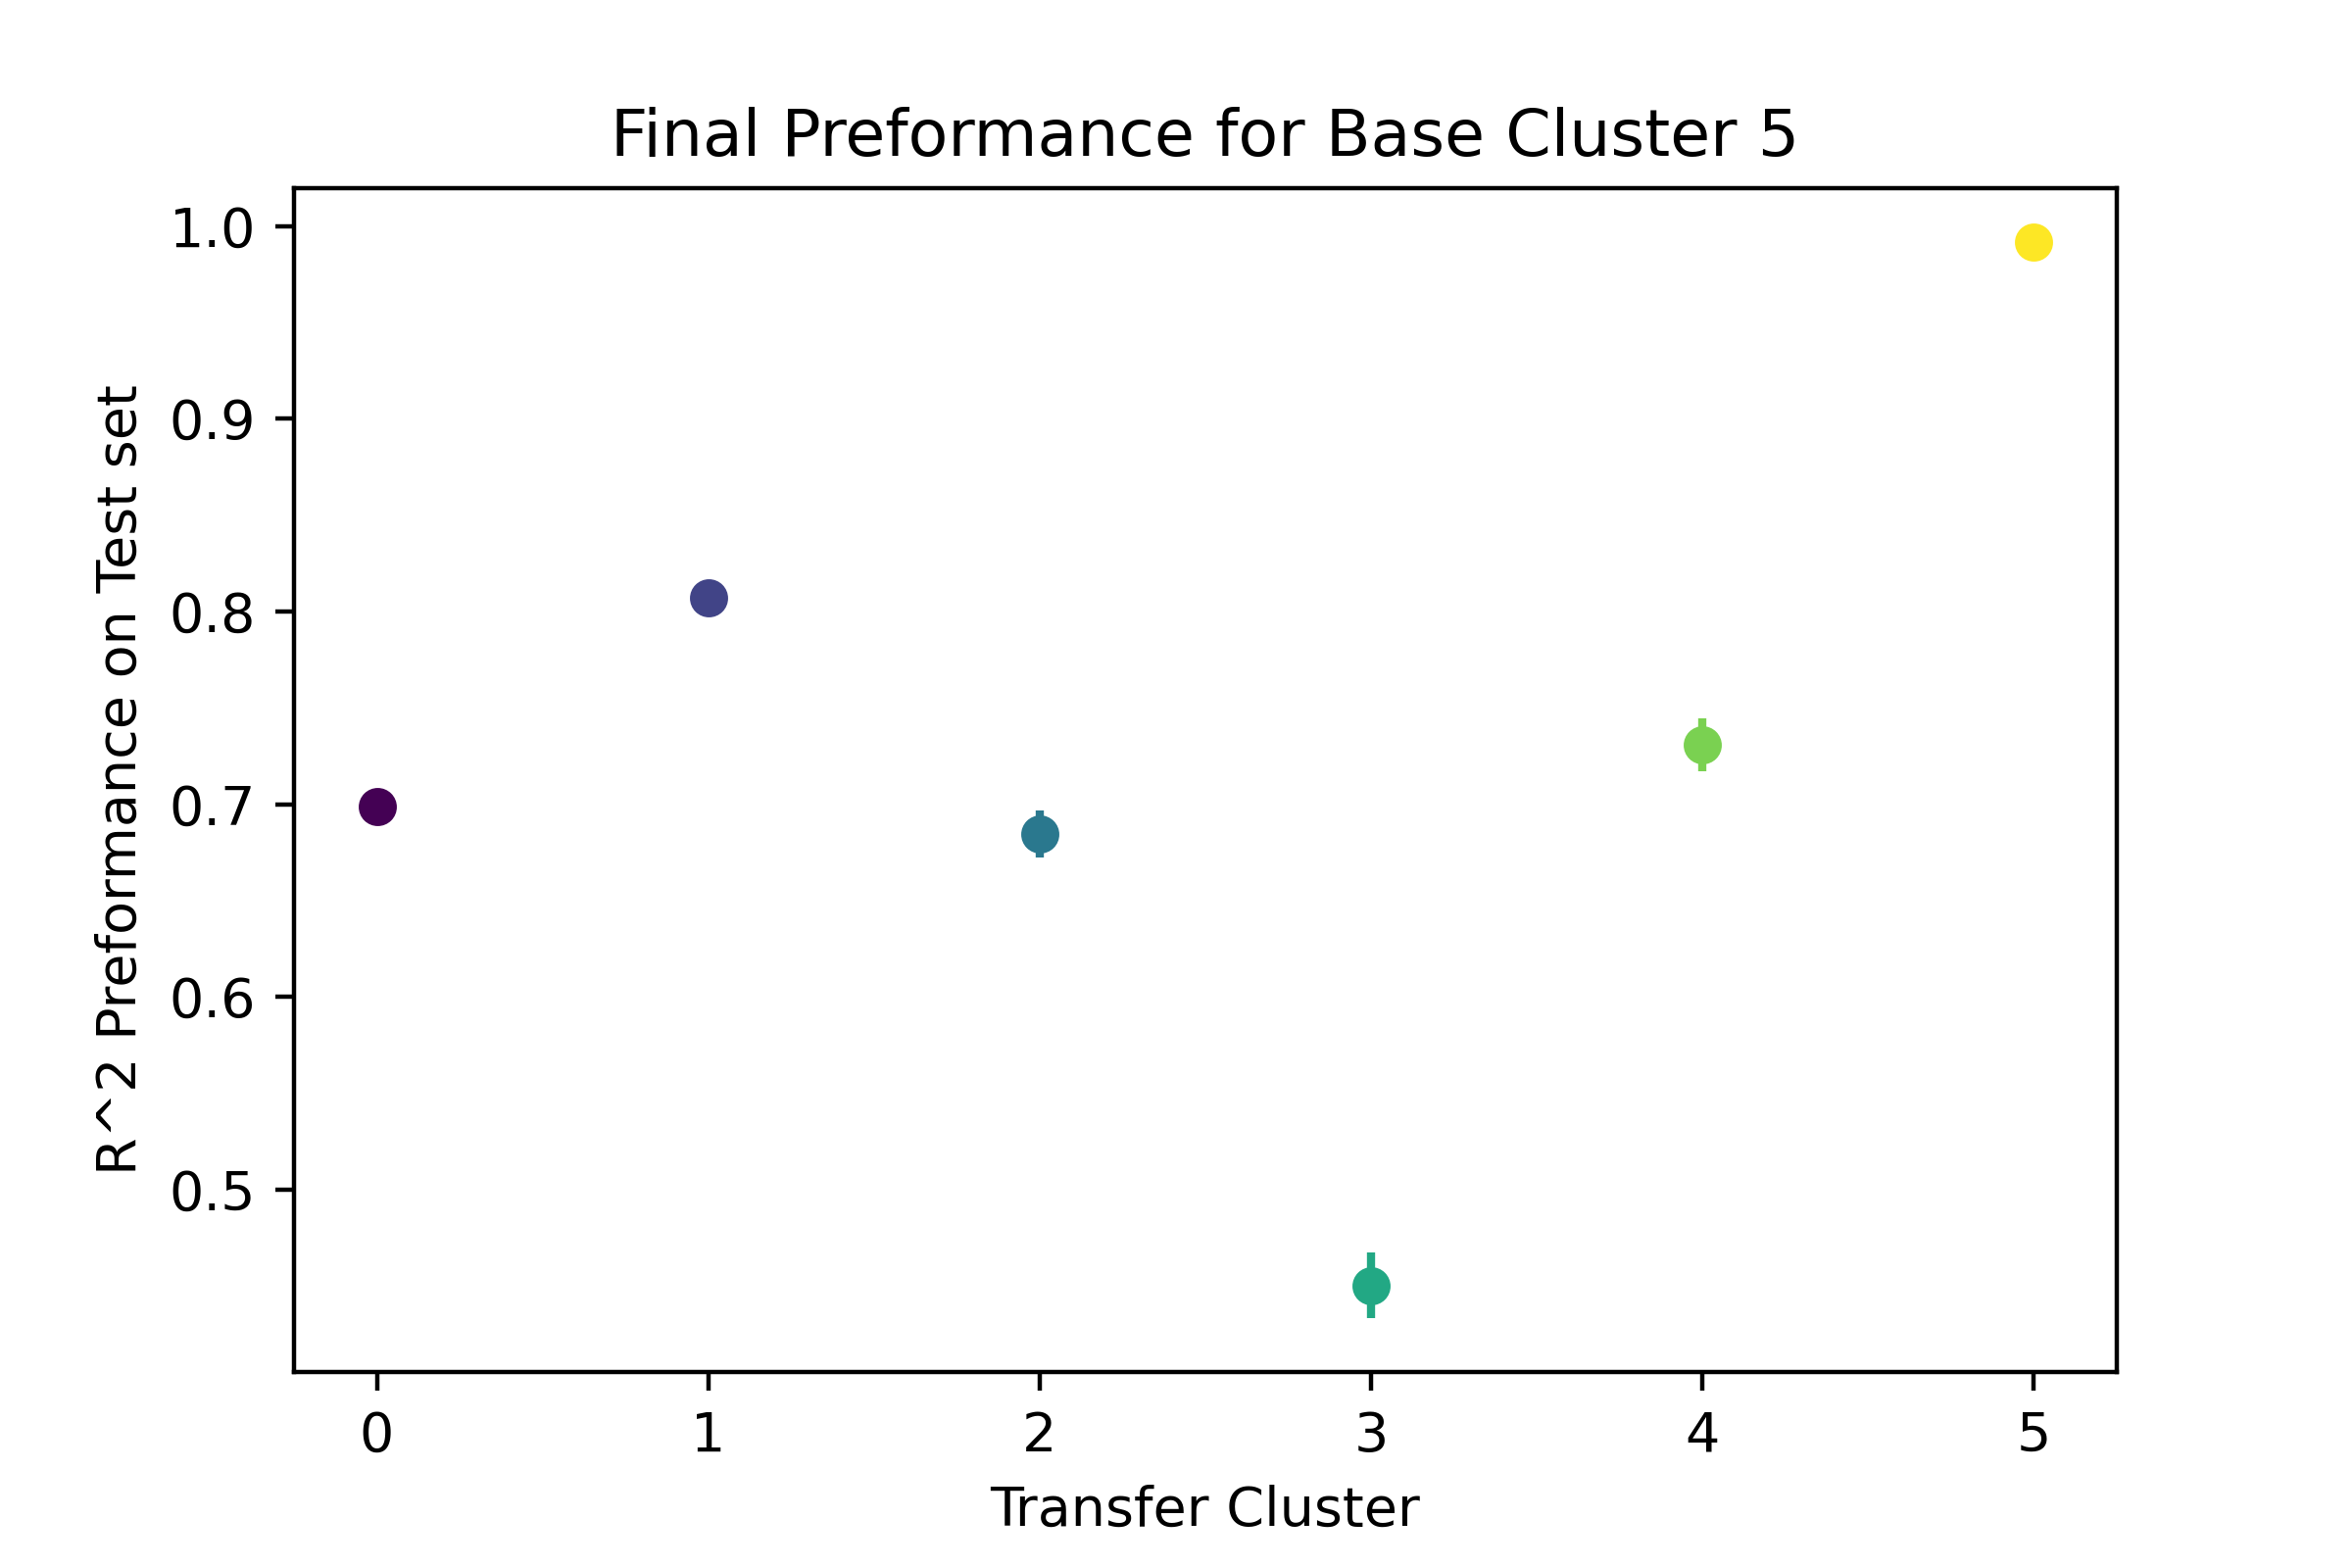 Final Preformance for Base Cluster 5
R^2 Preformance on Test set
1.0
0.9
0.8
0.7
0.6
0.5
0 1 2 3 4 5
Transfer Cluster